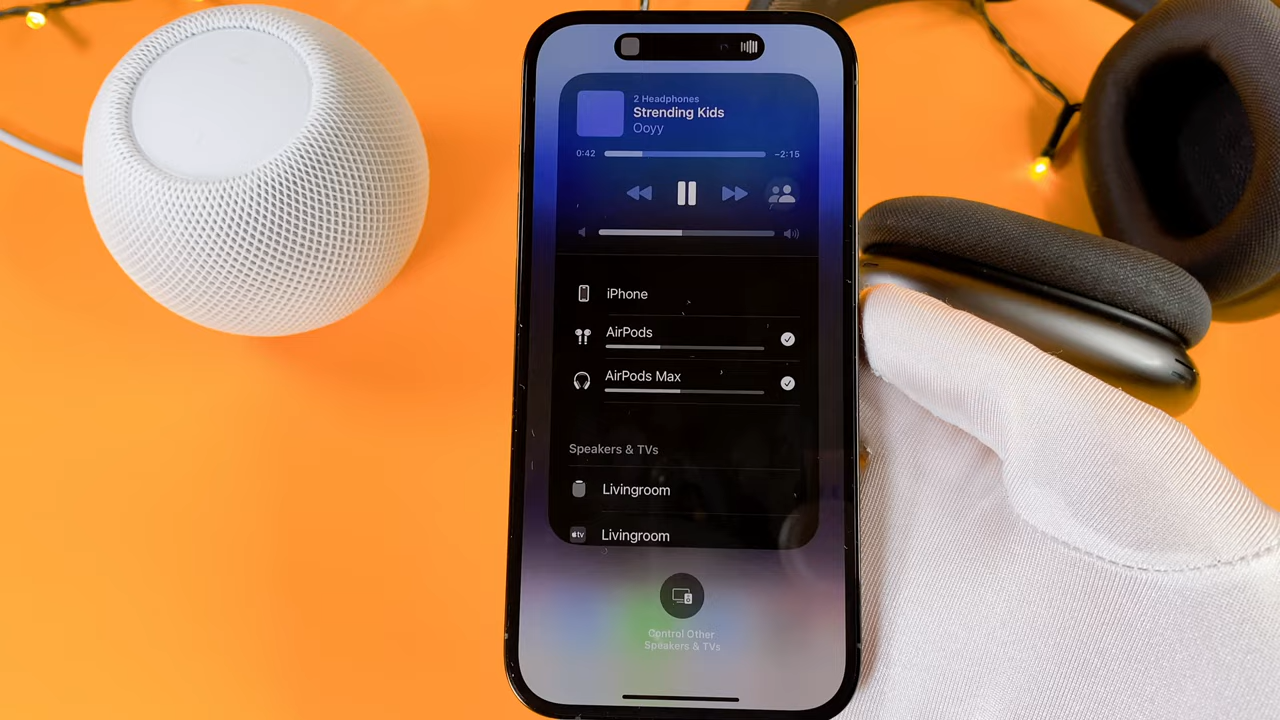 2 Headphones
Strending Kids
Ooyy
0:42
−2:15
iPhone
AirPods
AirPods Max
Speakers & TVs
Livingroom
tv
Livingroom
Control Other
Speakers & TVs